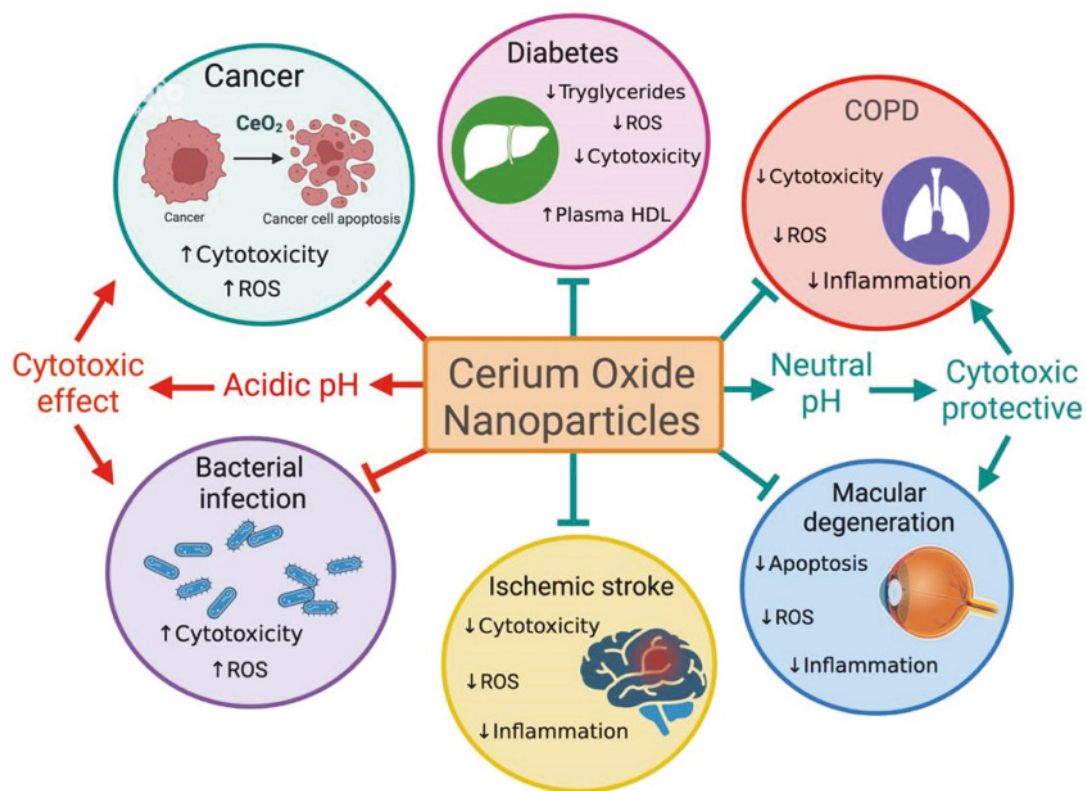 Cancer
CeO₂
Cancer
Cancer cell apoptosis
↑Cytotoxicity
↑ROS
Diabetes
↓Tryglycerides
↓ROS
↓Cytotoxicity
↑Plasma HDL
COPD
↓Cytotoxicity
↓ROS
↓Inflammation
Cytotoxic
effect
Acidic pH
Cerium Oxide
Nanoparticles
Neutral
pH
Cytotoxic
protective
Bacterial
infection
↑Cytotoxicity
↑ROS
Ischemic stroke
↓Cytotoxicity
↓ROS
↓Inflammation
Macular
degeneration
↓Apoptosis
↓ROS
↓Inflammation